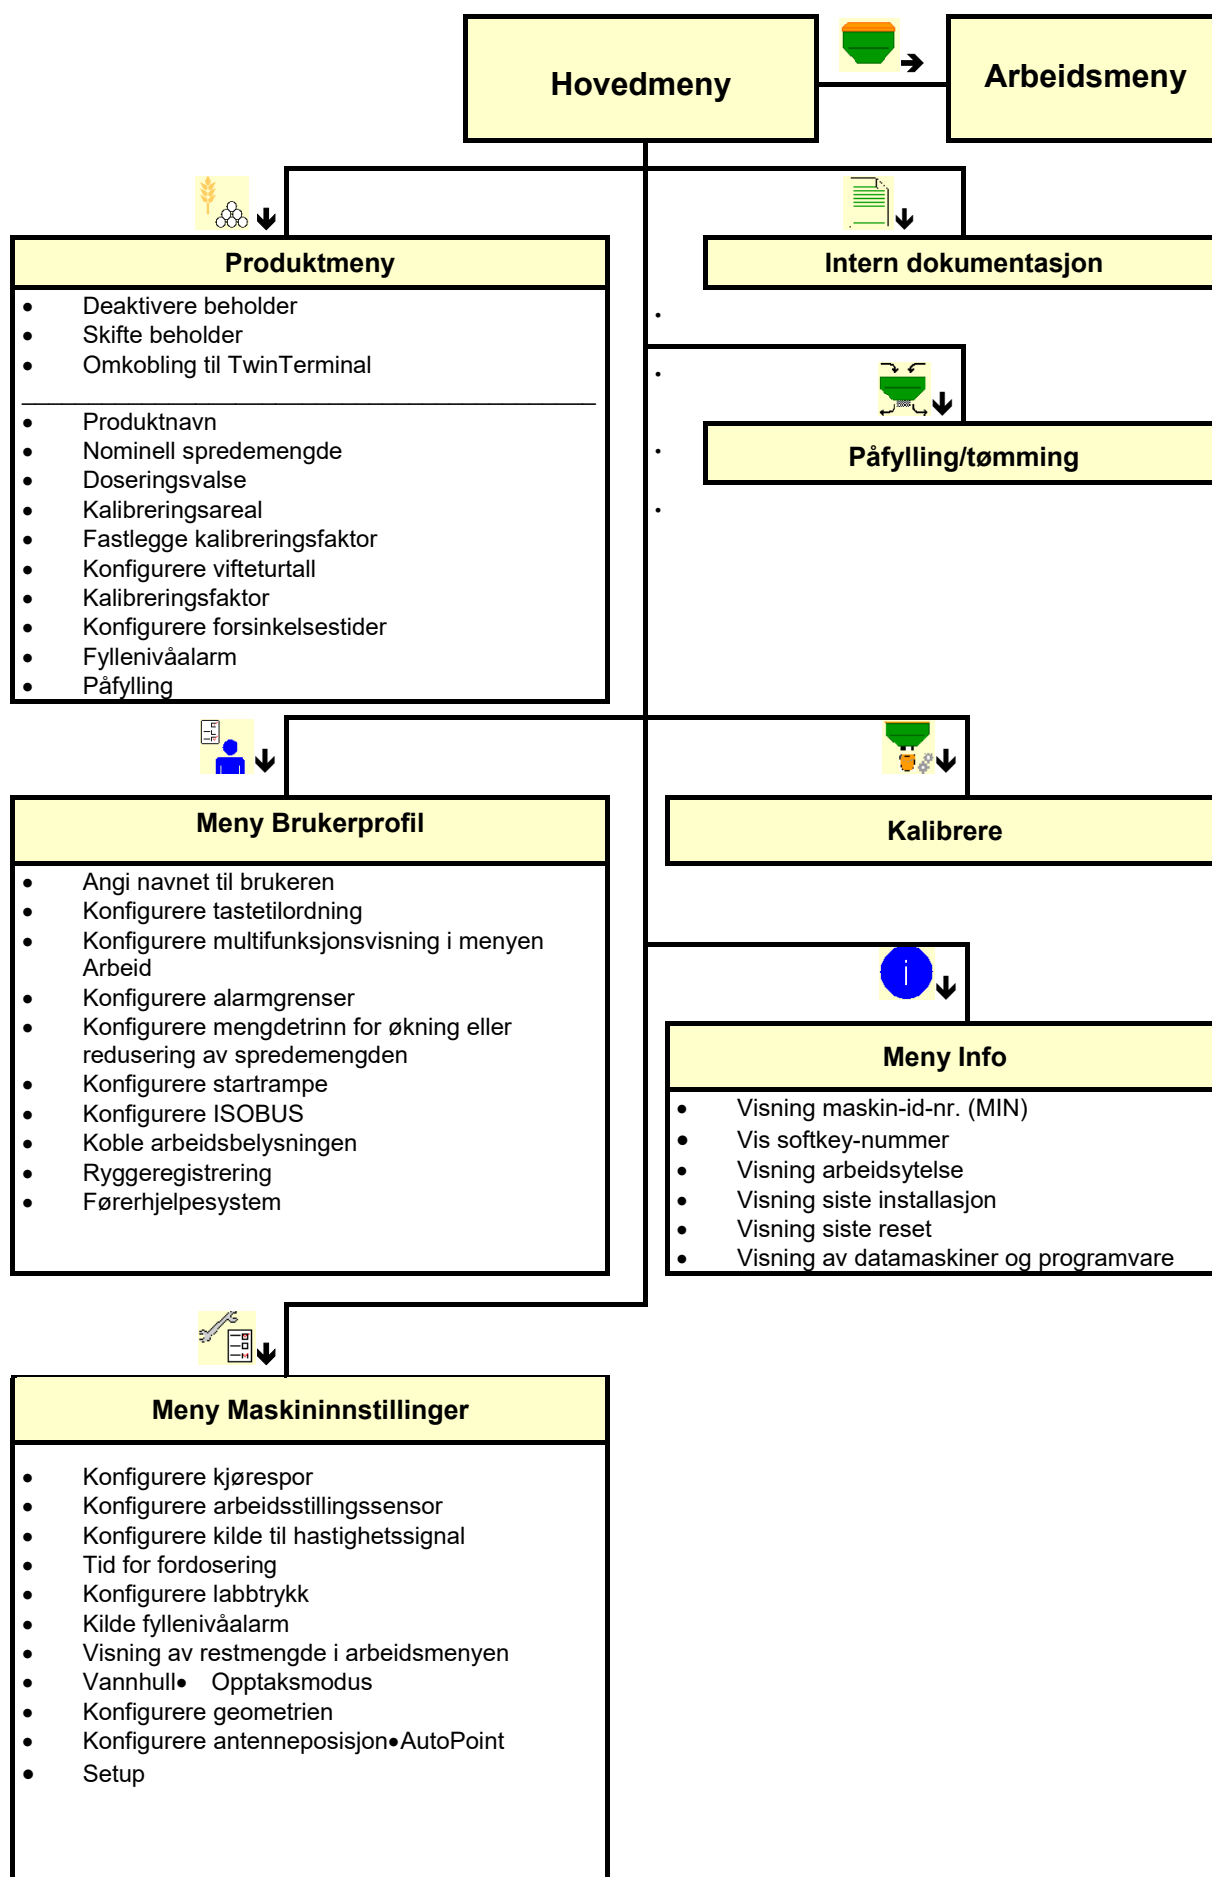 Hovedmeny
Arbeidsmeny
Produktmeny
• Deaktivere beholder
• Skifte beholder
• Omkobling til TwinTerminal
• Produktnavn
• Nominell spredemengde
• Doseringsvalse
• Kalibreringsareal
• Fastlegge kalibreringsfaktor
• Konfigurere vifteturtall
• Kalibreringsfaktor
• Konfigurere forsinkelsestider
• Fyllenivåalarm
• Påfylling
Intern dokumentasjon
Påfylling/tømming
Meny Brukerprofil
• Angi navnet til brukeren
• Konfigurere tastetilordning
• Konfigurere multifunksjonsvisning i menyen
Arbeid
• Konfigurere alarmgrenser
• Konfigurere mengdetrinn for økning eller
redusering av spredemengden
• Konfigurere startrampe
• Konfigurere ISOBUS
• Koble arbeidsbelysningen
• Ryggeregistrering
• Førerhjelpesystem
Kalibrere
Meny Info
• Visning maskin-id-nr. (MIN)
• Vis softkey-nummer
• Visning arbeidsytelse
• Visning siste installasjon
• Visning siste reset
• Visning av datamaskiner og programvare
Meny Maskininnstillinger
• Konfigurere kjørespor
• Konfigurere arbeidsstillingssensor
• Konfigurere kilde til hastighetssignal
• Tid for fordosering
• Konfigurere labbtrykk
• Kilde fyllenivåalarm
• Visning av restmengde i arbeidsmenyen
• Vannhull• Opptaksmodus
• Konfigurere geometrien
• Konfigurere antenneposisjon•AutoPoint
• Setup